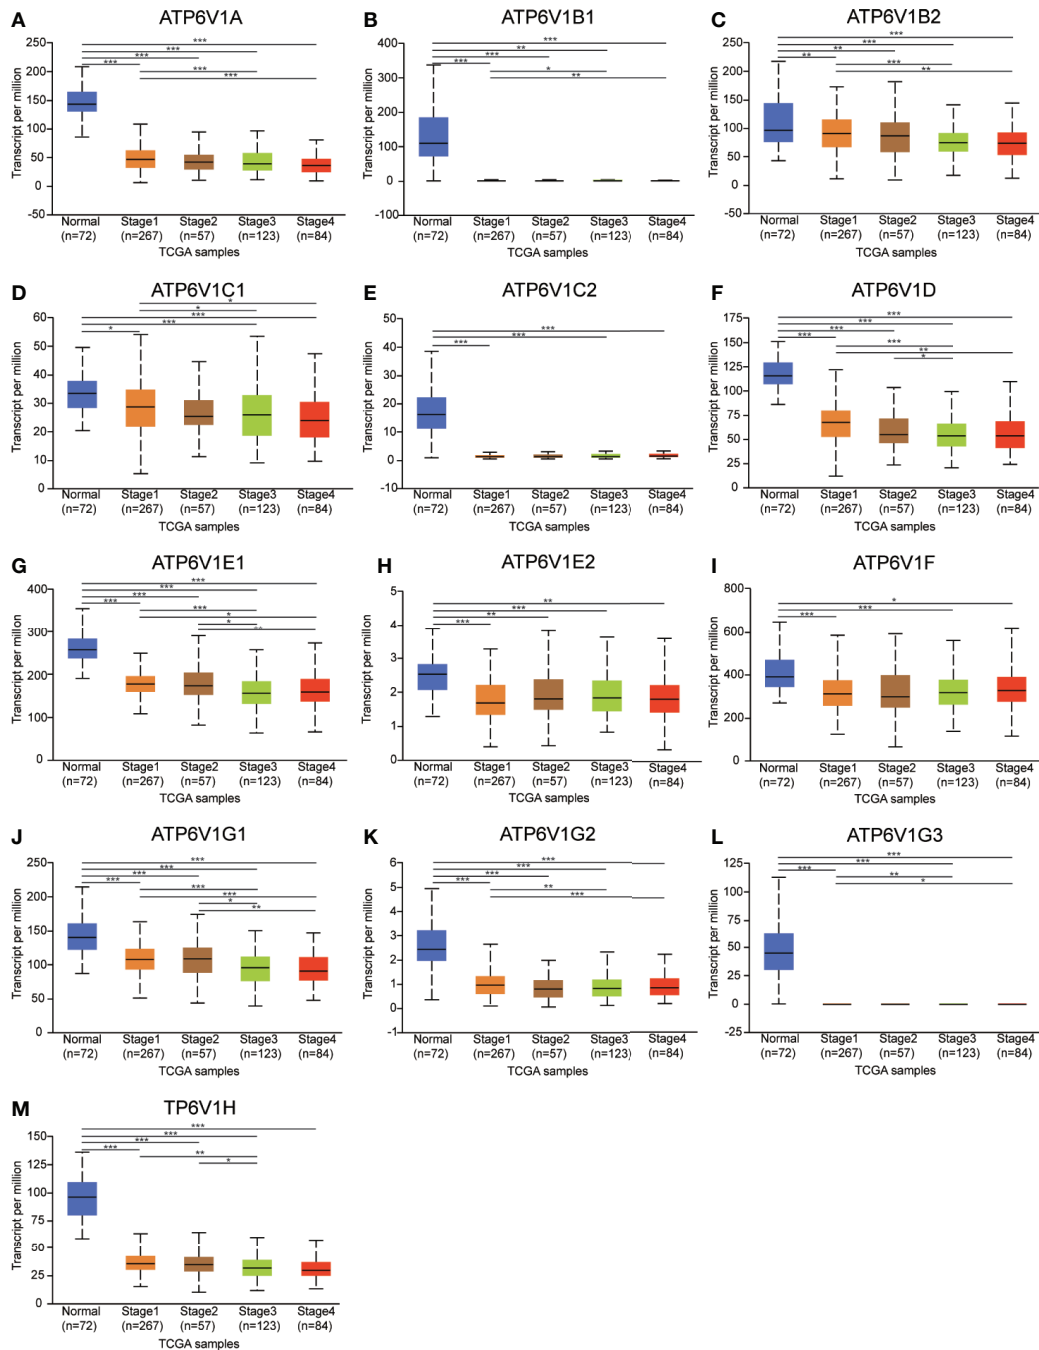 A ATP6V1A
Transcript per million
250
200
150
100
50
0
-50
***
***
***
***
***
***
Normal Stage1 Stage2 Stage3 Stage4
(n=72) (n=267) (n=57) (n=123) (n=84)
TCGA samples
B ATP6V1B1
Transcript per million
400
300
200
100
0
-100
***
**
***
***
*
**
Normal Stage1 Stage2 Stage3 Stage4
(n=72) (n=267) (n=57) (n=123) (n=84)
TCGA samples
C ATP6V1B2
Transcript per million
250
200
150
100
50
0
-50
***
***
**
**
***
**
Normal Stage1 Stage2 Stage3 Stage4
(n=72) (n=267) (n=57) (n=123) (n=84)
TCGA samples
D ATP6V1C1
Transcript per million
60
50
40
30
20
10
0
*
*
***
***
*
Normal Stage1 Stage2 Stage3 Stage4
(n=72) (n=267) (n=57) (n=123) (n=84)
TCGA samples
E ATP6V1C2
Transcript per million
50
40
30
20
10
0
-10
***
***
***
Normal Stage1 Stage2 Stage3 Stage4
(n=72) (n=267) (n=57) (n=123) (n=84)
TCGA samples
F ATP6V1D
Transcript per million
175
150
125
100
75
50
25
0
***
***
***
***
***
**
*
Normal Stage1 Stage2 Stage3 Stage4
(n=72) (n=267) (n=57) (n=123) (n=84)
TCGA samples
G ATP6V1E1
Transcript per million
400
300
200
100
0
***
***
***
***
***
*
*
**
Normal Stage1 Stage2 Stage3 Stage4
(n=72) (n=267) (n=57) (n=123) (n=84)
TCGA samples
H ATP6V1E2
Transcript per million
5
4
3
2
1
0
**
***
**
***
Normal Stage1 Stage2 Stage3 Stage4
(n=72) (n=267) (n=57) (n=123) (n=84)
TCGA samples
I ATP6V1F
Transcript per million
800
600
400
200
0
*
***
***
Normal Stage1 Stage2 Stage3 Stage4
(n=72) (n=267) (n=57) (n=123) (n=84)
TCGA samples
J ATP6V1G1
Transcript per million
250
200
150
100
50
0
***
***
***
***
***
***
*
**
Normal Stage1 Stage2 Stage3 Stage4
(n=72) (n=267) (n=57) (n=123) (n=84)
TCGA samples
K ATP6V1G2
Transcript per million
6
5
4
3
2
1
0
-1
***
***
***
***
**
***
Normal Stage1 Stage2 Stage3 Stage4
(n=72) (n=267) (n=57) (n=123) (n=84)
TCGA samples
L ATP6V1G3
Transcript per million
125
100
75
50
25
0
-25
***
***
***
**
*
Normal Stage1 Stage2 Stage3 Stage4
(n=72) (n=267) (n=57) (n=123) (n=84)
TCGA samples
M TP6V1H
Transcript per million
150
125
100
75
50
25
0
***
***
***
***
**
*
Normal Stage1 Stage2 Stage3 Stage4
(n=72) (n=267) (n=57) (n=123) (n=84)
TCGA samples